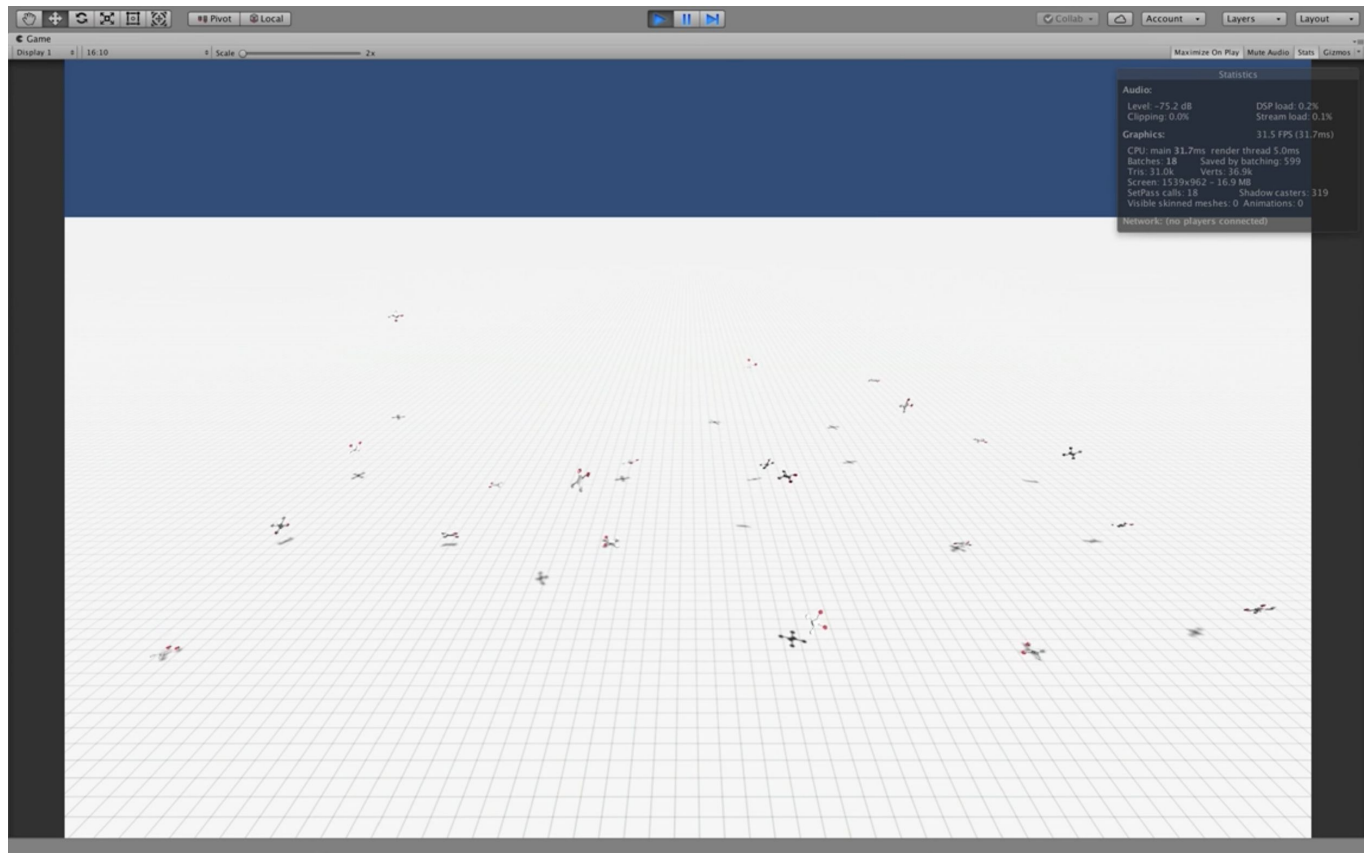 Pivot Local Collab Account Layers Layout
Game
Display 1 16:10 Scale 2x Maximize On Play Mute Audio Stats Gizmos
Statistics
Audio:
Level: -75.2 dB DSP load: 0.2%
Clipping: 0.0% Stream load: 0.1%
Graphics: 31.5 FPS (31.7ms)
CPU: main 31.7ms render thread 5.0ms
Batches: 18 Saved by batching: 599
Tris: 31.0k Verts: 36.9k
Screen: 1539x962 - 16.9 MB
SetPass calls: 18 Shadow casters: 319
Visible skinned meshes: 0 Animations: 0
Network: (no players connected)